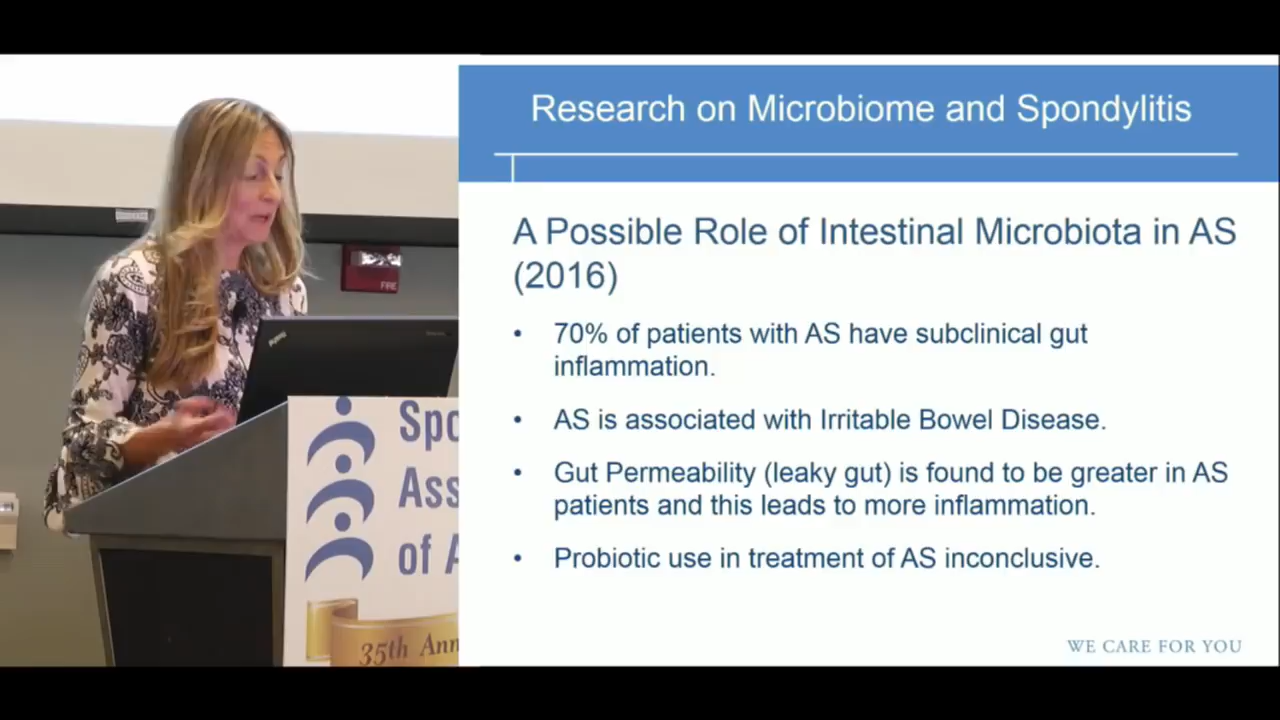 Research on Microbiome and Spondylitis
A Possible Role of Intestinal Microbiota in AS
(2016)
• 70% of patients with AS have subclinical gut
inflammation.
• AS is associated with Irritable Bowel Disease.
• Gut Permeability (leaky gut) is found to be greater in AS
patients and this leads to more inflammation.
• Probiotic use in treatment of AS inconclusive.
WE CARE FOR YOU
FIRE
Spo
Ass
of A
35th Ann